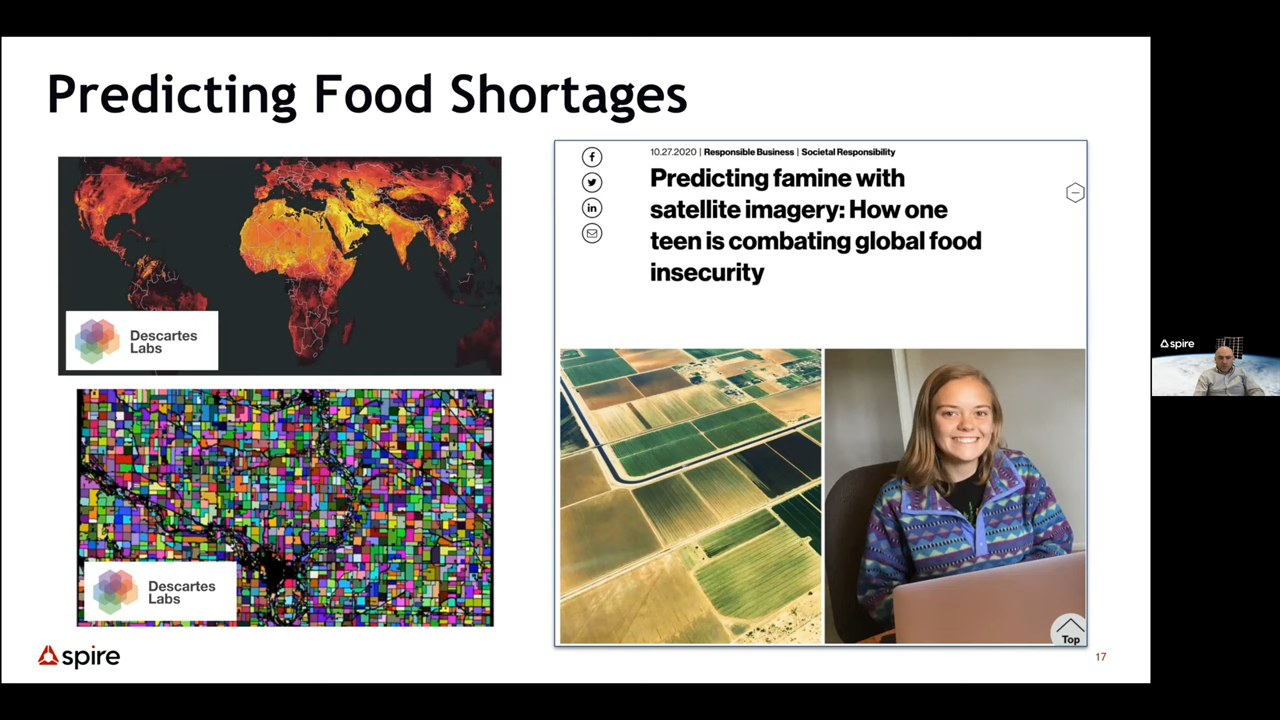 Predicting Food Shortages
Descartes
Labs
Descartes
Labs
spire
10.27.2020 | Responsible Business | Societal Responsibility
Predicting famine with
satellite imagery: How one
teen is combating global food
insecurity
Top
17
spire